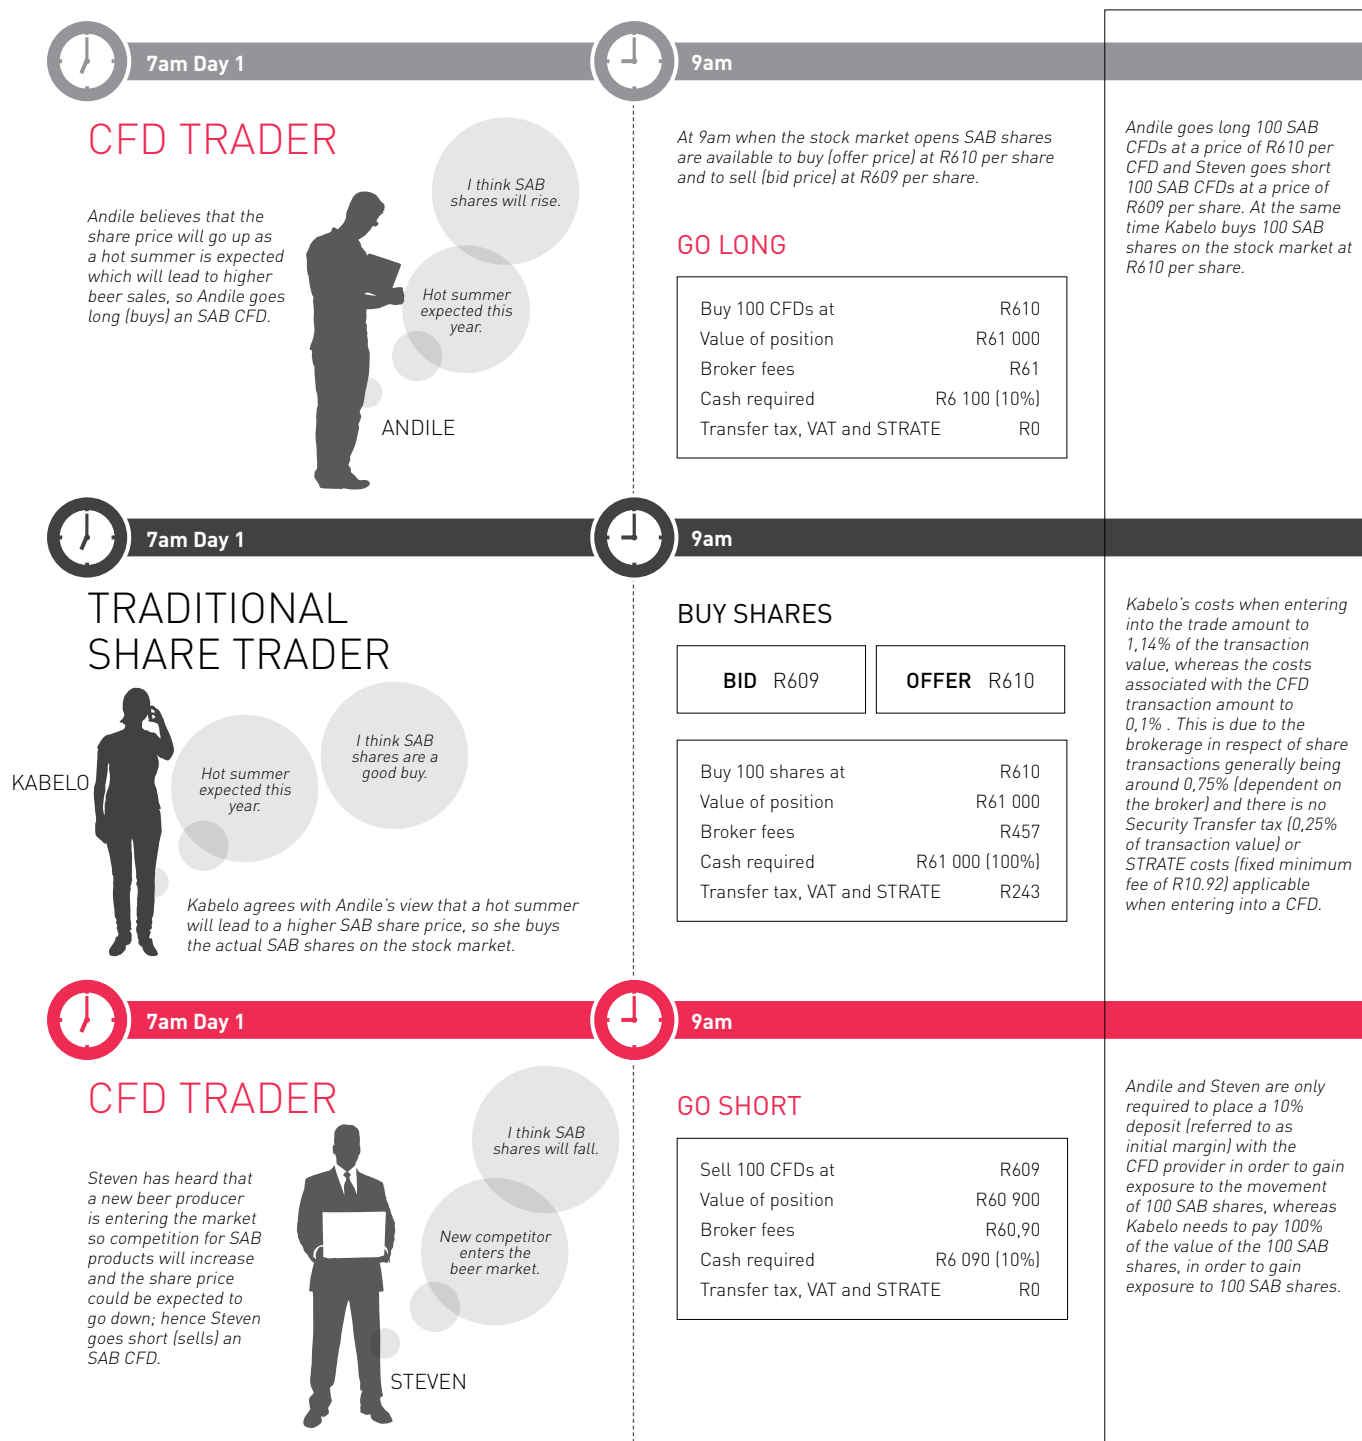 7am Day 1
9am
CFD TRADER
Andile believes that the
share price will go up as
a hot summer is expected
which will lead to higher
beer sales, so Andile goes
long (buys) an SAB CFD.
I think SAB
shares will rise.
Hot summer
expected this
year.
ANDILE
At 9am when the stock market opens SAB shares
are available to buy (offer price) at R610 per share
and to sell (bid price) at R609 per share.
GO LONG
Buy 100 CFDs at R610
Value of position R61 000
Broker fees R61
Cash required R6 100 (10%)
Transfer tax, VAT and STRATE R0
Andile goes long 100 SAB
CFDs at a price of R610 per
CFD and Steven goes short
100 SAB CFDs at a price of
R609 per share. At the same
time Kabelo buys 100 SAB
shares on the stock market at
R610 per share.
7am Day 1
9am
TRADITIONAL
SHARE TRADER
KABELO
Hot summer
expected this
year.
I think SAB
shares are a
good buy.
Kabelo agrees with Andile's view that a hot summer
will lead to a higher SAB share price, so she buys
the actual SAB shares on the stock market.
BUY SHARES
BID R609
OFFER R610
Buy 100 shares at R610
Value of position R61 000
Broker fees R457
Cash required R61 000 (100%)
Transfer tax, VAT and STRATE R243
Kabelo's costs when entering
into the trade amount to
1,14% of the transaction
value, whereas the costs
associated with the CFD
transaction amount to
0,1% . This is due to the
brokerage in respect of share
transactions generally being
around 0,75% (dependent on
the broker) and there is no
Security Transfer tax (0,25%
of transaction value) or
STRATE costs (fixed minimum
fee of R10.92) applicable
when entering into a CFD.
7am Day 1
9am
CFD TRADER
Steven has heard that
a new beer producer
is entering the market
so competition for SAB
products will increase
and the share price
could be expected to
go down; hence Steven
goes short (sells) an
SAB CFD.
I think SAB
shares will fall.
New competitor
enters the
beer market.
STEVEN
GO SHORT
Sell 100 CFDs at R609
Value of position R60 900
Broker fees R60,90
Cash required R6 090 (10%)
Transfer tax, VAT and STRATE R0
Andile and Steven are only
required to place a 10%
deposit (referred to as
initial margin) with the
CFD provider in order to gain
exposure to the movement
of 100 SAB shares, whereas
Kabelo needs to pay 100%
of the value of the 100 SAB
shares, in order to gain
exposure to 100 SAB shares.